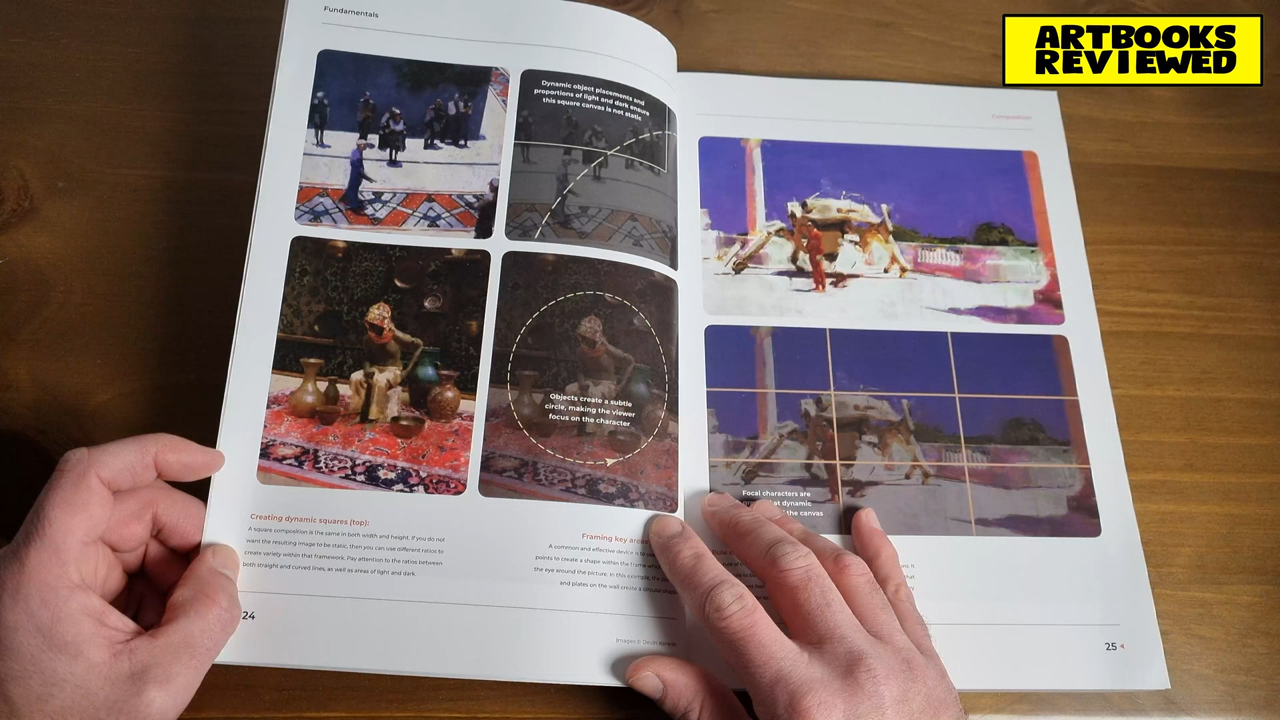 Fundamentals
ARTBOOKS
REVIEWED
Composition
Dynamic object placements and
proportions of light and dark ensure
this square canvas is not static
Objects create a subtle
circle, making the viewer
focus on the character
Focal characters are
at dynamic
the canvas
Creating dynamic squares (top):
A square composition is the same in both width and height. If you do not
want the resulting image to be static, then you can use different ratios to
create variety within that framework. Pay attention to the ratios between
both straight and curved lines, as well as areas of light and dark.
Framing key areas
A common and effective device is to
points to create a shape within the frame
the eye around the picture. In this example, the
and plates on the wall create a circular
24
Images ©
25